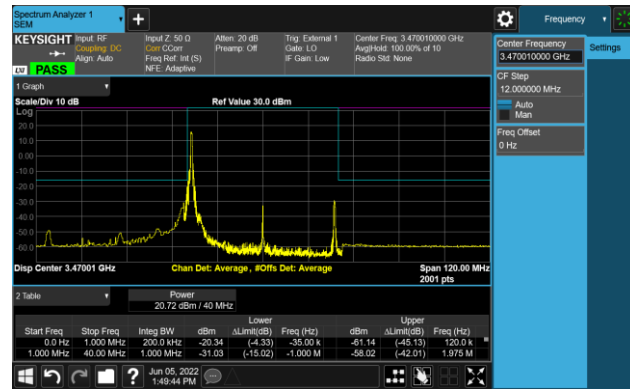 Spectrum Analyzer 1
SEM
+
Frequency
KEYSIGHT
Input: RF
Coupling: DC
Align: Auto
Input Z: 50 Ω
Corr CCorr
Freq Ref: Int (S)
NFE: Adaptive
Atten: 20 dB
Preamp: Off
Trig: External 1
Gate: LO
IF Gain: Low
Center Freq: 3.470010000 GHz
Avg|Hold: 100.00% of 10
Radio Std: None
LXI
PASS
Center Frequency
3.470010000 GHz
Settings
CF Step
12.000000 MHz
Auto
Man
Freq Offset
0 Hz
1 Graph
Scale/Div 10 dB
Ref Value 30.0 dBm
Log
20.0
10.0
0.00
-10.0
-20.0
-30.0
-40.0
-50.0
-60.0
Disp Center 3.47001 GHz
Chan Det: Average , #Offs Det: Average
Span 120.00 MHz
2001 pts
2 Table
Power
20.72 dBm / 40 MHz
Lower Upper
Start Freq Stop Freq Integ BW dBm ΔLimit(dB) Freq (Hz) dBm ΔLimit(dB) Freq (Hz)
0.0 Hz 1.000 MHz 200.0 kHz -20.34 (-4.33) -35.00 k -61.14 (-45.13) 120.0 k
1.000 MHz 40.00 MHz 1.000 MHz -31.03 (-15.02) -1.000 M -58.02 (-42.01) 1.975 M
?
Jun 05, 2022
1:49:44 PM